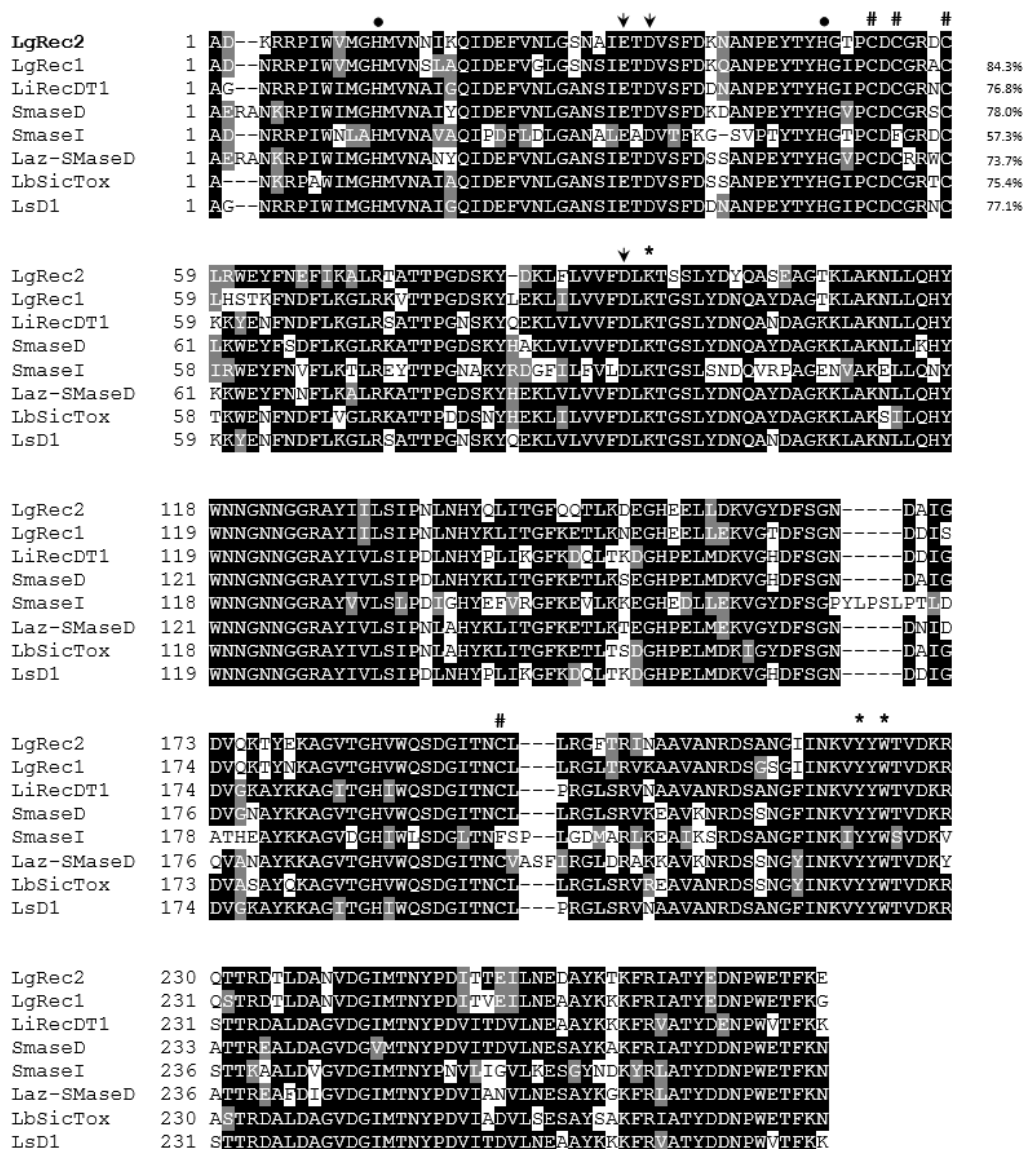 ● ↓ ↓ ● # # #
LgRec2 1 AD--KRRPIWVMGHMVNNIKQIDEFVNLGSNAIETDVSFDKNANPEYTYHGTPCDCGRDC
LgRec1 1 AD--NRRPIWVMGHMVNSLAQIDEFVGLGSNSIETDVSFDKQANPEYTYHGIPCDCGRAC 84.3%
LiRecDT1 1 AG--NRRPIWIMGHMVNAIGQIDEFVNLGANSIETDVSFDDNANPEYTYHGIPCDCGRNC 76.8%
SmaseD 1 AERANKRPIWIMGHMVNAIYQIDEFVNLGANSIETDVSFDKDANPEYTYHGVPCDCGRSC 78.0%
SmaseI 1 AD--NRRPIWNLAHMVNAVAQIPDFLDLGANALEADVTFKG-SVPTYTYHGTPCDFGRDC 57.3%
Laz-SMaseD 1 AERANKRPIWIMGHMVNANYQIDEFVNLGANSIETDVSFDSSANPEYTYHGVPCDCRRWC 73.7%
LbSicTox 1 A---NKRPAWIMGHMVNAIAQIDEFVNLGANSIETDVSFDSSANPEYTYHGIPCDCGRTC 75.4%
LsD1 1 AG--NRRPIWIMGHMVNAIGQIDEFVNLGANSIETDVSFDDNANPEYTYHGIPCDCGRNC 77.1%
↓ *
LgRec2 59 LRWEYFNEFIKALRTATTPGDSKY-DKLFLVVFDLKTSSLYDYQASEAGTKLAKNLLQHY
LgRec1 59 LHSTKFNDFLKGLRKVTTPGDSKYLEKLILVVFDLKTGSLYDNQAYDAGTKLAKNLLQHY
LiRecDT1 59 KKYENFNDFLKGLRSATTPGNSKYQEKLVLVVFDLKTGSLYDNQANDAGKKLAKNLLQHY
SmaseD 61 LKWEYFSDFLKGLRKATTPGDSKYHAKLVLVVFDLKTGSLYDNQAYDAGKKLAKNLLKHY
SmaseI 58 IRWEYFNVFLKTLREYTTPGNAKYRDGFILFVLDLKTGSLSNDQVRPAGENVAKELLQNY
Laz-SMaseD 61 KKWEYFNNFLKALRKATTPGDSKYHEKLVLVVFDLKTGSLYDNQAYDAGKKLAKNLLQHY
LbSicTox 58 TKWENFNDFLVGLRKATTPDDSNYHEKLILVVFDLKTGSLYDNQAYDAGKKLAKSILQHY
LsD1 59 KKYENFNDFLKGLRSATTPGNSKYQEKLVLVVFDLKTGSLYDNQANDAGKKLAKNLLQHY
LgRec2 118 WNNGNNGGRAYIILSIPNLNHYQLITGFQQTLKDEGHEELLDKVGYDFSGN-----DAIG
LgRec1 119 WNNGNNGGRAYIILSIPNLNHYKLITGFKETLKNEGHEELLEKVGTDFSGN-----DDIS
LiRecDT1 119 WNNGNNGGRAYIVLSIPDLNHYPLIKGFKDQLTKDGHPELMDKVGHDFSGN-----DDIG
SmaseD 121 WNNGNNGGRAYIVLSIPDLNHYKLITGFKETLKSEGHPELMDKVGHDFSGN-----DAIG
SmaseI 118 WNNGNNGGRAYVVLSLPDIGHYEFVRGFKEVLKKEGHEDLLEKVGYDFSGPYLPSLPTLD
Laz-SMaseD 121 WNNGNNGGRAYIVLSIPNLAHYKLITGFKETLKTEGHPELMEKVGYDFSGN-----DNID
LbSicTox 118 WNNGNNGGRAYIVLSIPNLAHYKLITGFKETLTSDGHPELMDKIGYDFSGN-----DDIG
LsD1 119 WNNGNNGGRAYIVLSIPDLNHYPLIKGFKDQLTKDGHPELMDKVGHDFSGN-----DDIG
# * *
LgRec2 173 DVQKTYEKAGVTGHVWQSDGITNCL---LRGFTRINAAVANRDSANGIINKVYYWTVDKR
LgRec1 174 DVQKTYNKAGVTGHVWQSDGITNCL---LRGLTRVKAAVANRDSGSGIINKVYYWTVDKR
LiRecDT1 174 DVGKAYKKAGITGHIWQSDGITNCL---PRGLSRVNAAVANRDSANGFINKVYYWTVDKR
SmaseD 176 DVGNAYKKAGVTGHVWQSDGITNCL---LRGLSRVKEAVKNRDSSNGFINKVYYWTVDKR
SmaseI 178 ATHEAYKKAGVDGHIWLSDGLTNFSP-LGDMARLKEAIKSRDSANGFINKIYYWSVDKV
Laz-SMaseD 176 QVANAYKKAGVTGHVWQSDGITNCVASFIRGLDRAKKAVKNRDSSNGYINKVYYWTVDKY
LbSicTox 173 DVASAYQKAGVTGHVWQSDGITNCL---LRGLSRVREAVANRDSSNGYINKVYYWTVDKR
LsD1 174 DVGKAYKKAGITGHIWQSDGITNCL---PRGLSRVNAAVANRDSANGFINKVYYWTVDKR
LgRec2 230 QTTRDTLDANVDGIMTNYPDITTEILNEDAYKTKFRIATYEDNPWETFKE
LgRec1 231 QSTRDTLDANVDGIMTNYPDITVEILNEAAYKTKFRIATYEDNPWETFKG
LiRecDT1 231 STTRDALDAGVDGIMTNYPDVITDVLNEAAYKKKFRVATYDENPWVTFKK
SmaseD 233 ATTREALDAGVDGVMTNYPDVITDVLNESAYKAKFRIATYDDNPWETFKN
SmaseI 236 STTKAALDVGVDGIMTNYPNVLIGVLKESGYNDKYRLATYDDNPWETFKN
Laz-SMaseD 236 ATTREAFDIGVDGIMTNYPDVIANVLNESAYKGKFRLATYDDNPWETFKN
LbSicTox 230 ASTRDALDAGVDGIMTNYPDVIADVLSESAYSAKFRIATYDDNPWETFKN
LsD1 231 STTRDALDAGVDGIMTNYPDVITDVLNEAAYKKKFRVATYDDNPWVTFKK